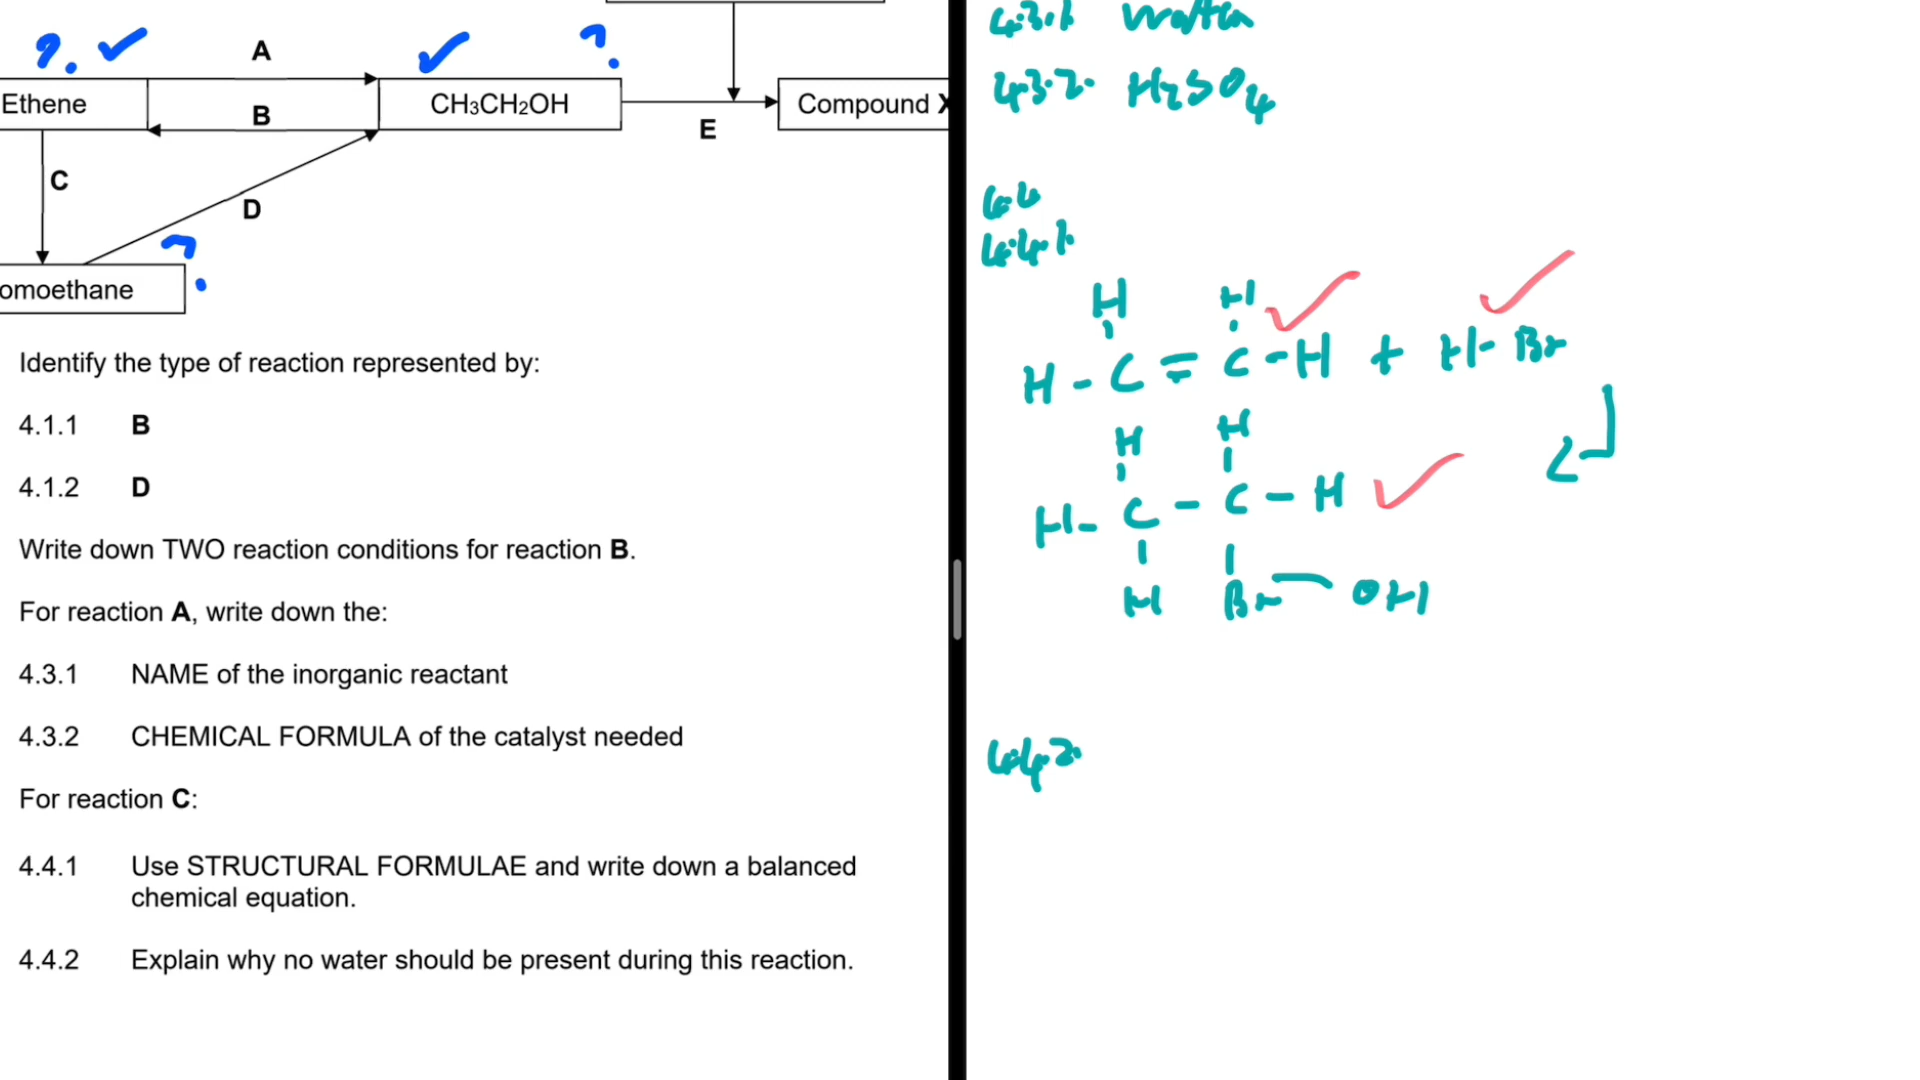 ?.
A
?
Ethene
B
CH₃CH₂OH
E
Compound X
C
D
?
omoethane
Identify the type of reaction represented by:
4.1.1 B
4.1.2 D
Write down TWO reaction conditions for reaction B.
For reaction A, write down the:
4.3.1 NAME of the inorganic reactant
4.3.2 CHEMICAL FORMULA of the catalyst needed
For reaction C:
4.4.1 Use STRUCTURAL FORMULAE and write down a balanced
chemical equation.
4.4.2 Explain why no water should be present during this reaction.
4.3.1 Water
4.3.2. H₂SO₄
4.4
4.4.1
H H
H - C = C - H + H - Br
H H
H - C - C - H
H Br OH
4.4.2.